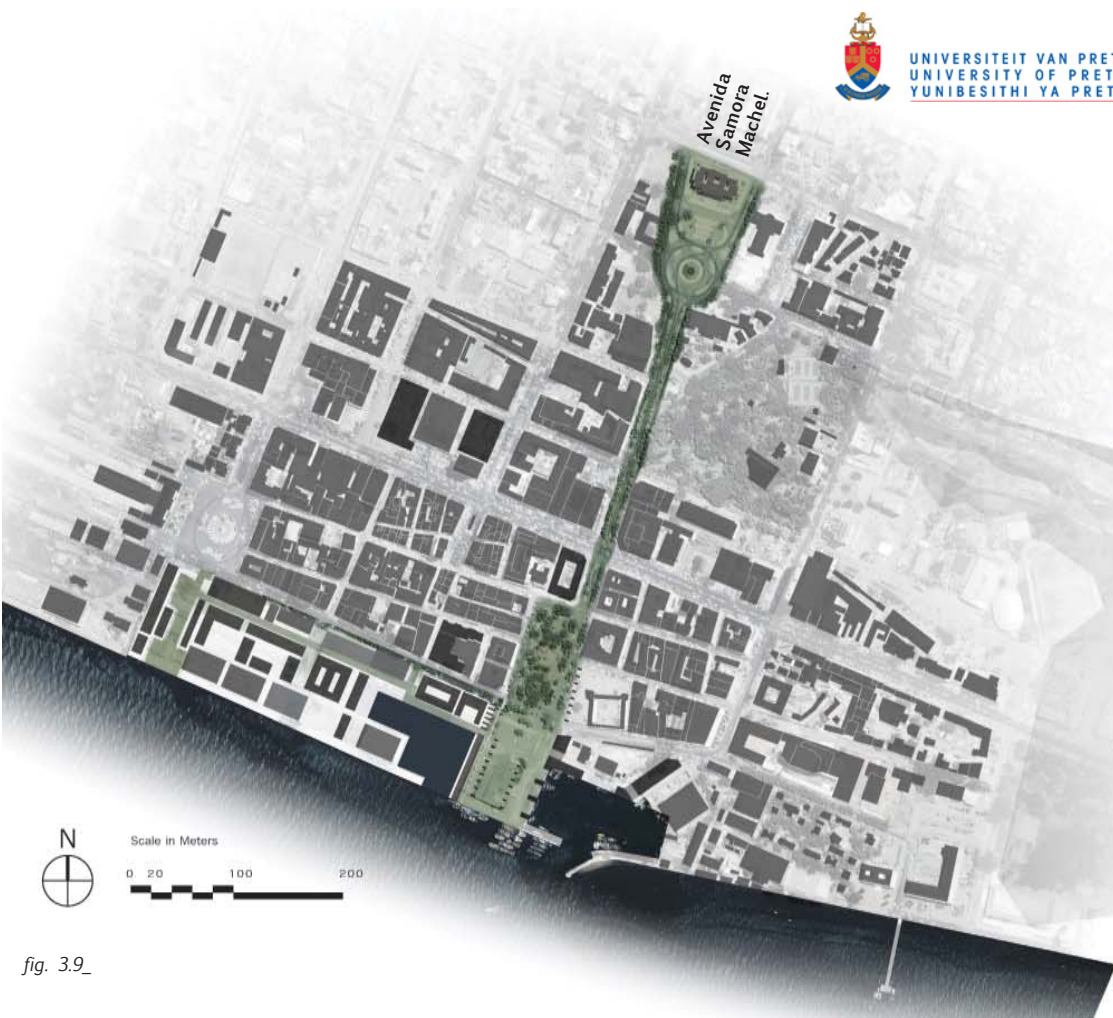 UNIVERSITEIT VAN PRET
UNIVERSITY OF PRET
YUNIBESITHI YA PRET
Avenida
Samora
Machel.
N
Scale in Meters
0 20 100 200
fig. 3.9_